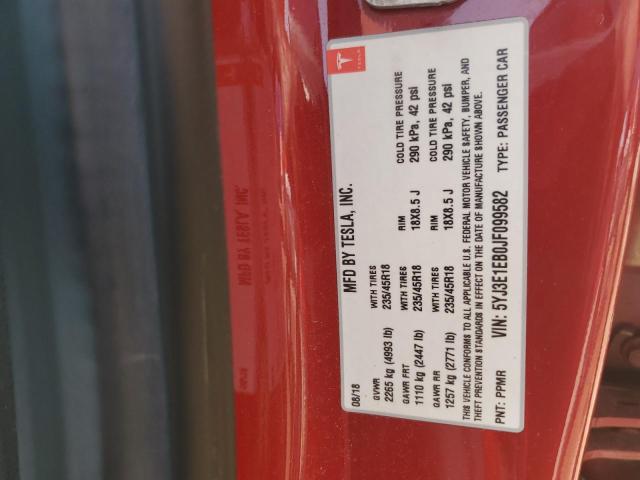 TESLA
MFD BY TESLA, INC.
08/18
GVWR WITH TIRES RIM COLD TIRE PRESSURE
2265 kg (4993 lb) 235/45R18 18X8.5 J 290 kPa, 42 psi
GAWR FRT WITH TIRES RIM COLD TIRE PRESSURE
1110 kg (2447 lb) 235/45R18 18X8.5 J 290 kPa, 42 psi
GAWR RR
1257 kg (2771 lb) 235/45R18
THIS VEHICLE CONFORMS TO ALL APPLICABLE U.S. FEDERAL MOTOR VEHICLE SAFETY, BUMPER, AND
THEFT PREVENTION STANDARDS IN EFFECT ON THE DATE OF MANUFACTURE SHOWN ABOVE.
VIN: 5YJ3E1EB0JF099582
PNT: PPMR TYPE: PASSENGER CAR